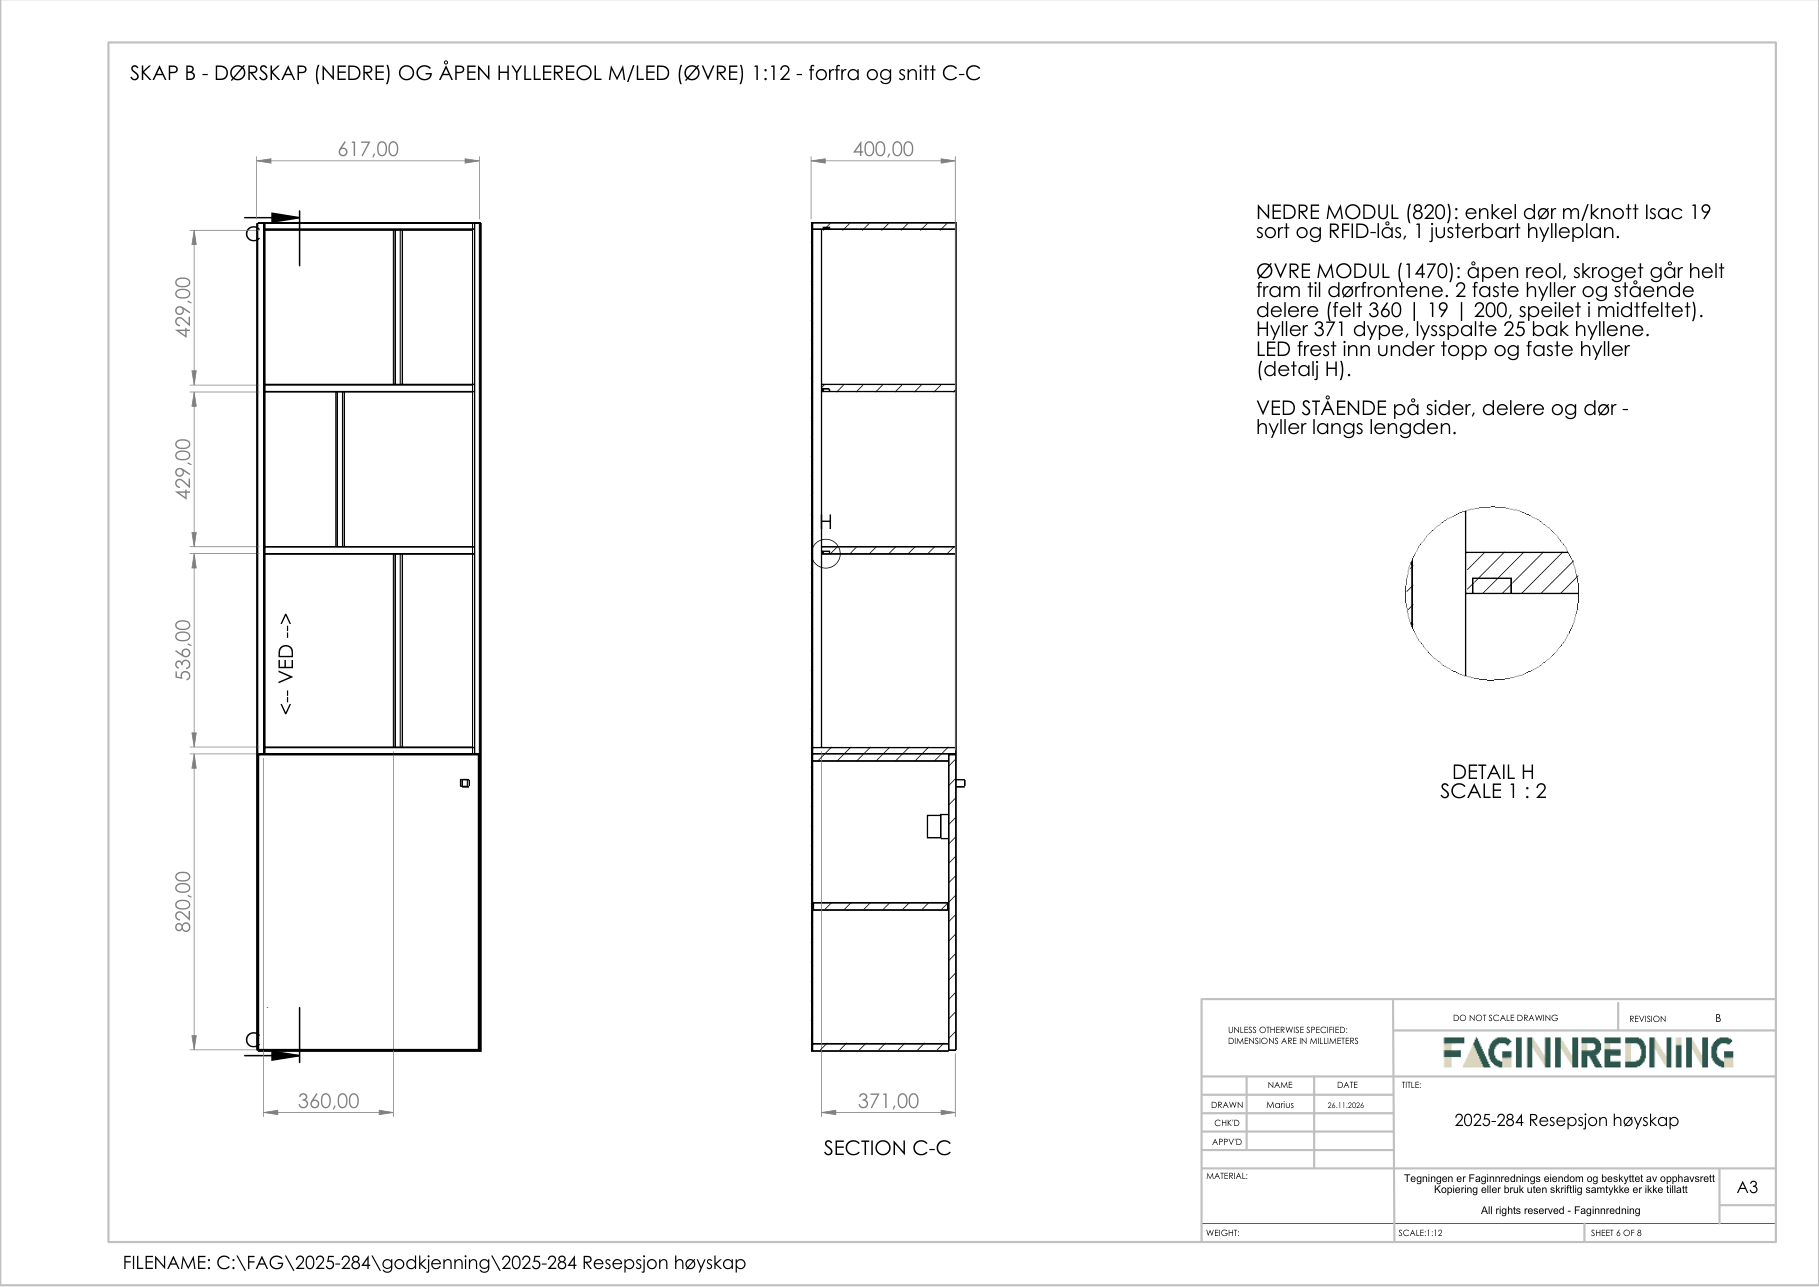 SKAP B - DØRSKAP (NEDRE) OG ÅPEN HYLLEREOL M/LED (ØVRE) 1:12 - forfra og snitt C-C
617,00
400,00
C
429,00
429,00
536,00
820,00
<-- VED -->
C
360,00
H
371,00
SECTION C-C
NEDRE MODUL (820): enkel dør m/knott Isac 19
sort og RFID-lås, 1 justerbart hylleplan.
ØVRE MODUL (1470): åpen reol, skroget går helt
fram til dørfrontene. 2 faste hyller og stående
delere (felt 360 | 19 | 200, speilet i midtfeltet).
Hyller 371 dype, lysspalte 25 bak hyllene.
LED frest inn under topp og faste hyller
(detalj H).
VED STÅENDE på sider, delere og dør -
hyller langs lengden.
DETAIL H
SCALE 1 : 2
UNLESS OTHERWISE SPECIFIED:
DIMENSIONS ARE IN MILLIMETERS
DO NOT SCALE DRAWING
REVISION B
FAGINNREDNING
NAME DATE
DRAWN Marius 26.11.2026
CHK'D
APPV'D
TITLE:
2025-284 Resepsjon høyskap
MATERIAL:
Tegningen er Faginnrednings eiendom og beskyttet av opphavsrett
Kopiering eller bruk uten skriftlig samtykke er ikke tillatt
All rights reserved - Faginnredning
A3
WEIGHT:
SCALE:1:12
SHEET 6 OF 8
FILENAME: C:\FAG\2025-284\godkjenning\2025-284 Resepsjon høyskap